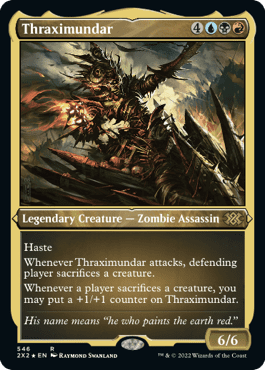 Thraximundar 4
Legendary Creature — Zombie Assassin
Haste
Whenever Thraximundar attacks, defending
player sacrifices a creature.
Whenever a player sacrifices a creature, you
may put a +1/+1 counter on Thraximundar.
His name means "he who paints the earth red."
6/6
546 R
2X2 ★ EN RAYMOND SWANLAND
™ & © 2022 Wizards of the Coast